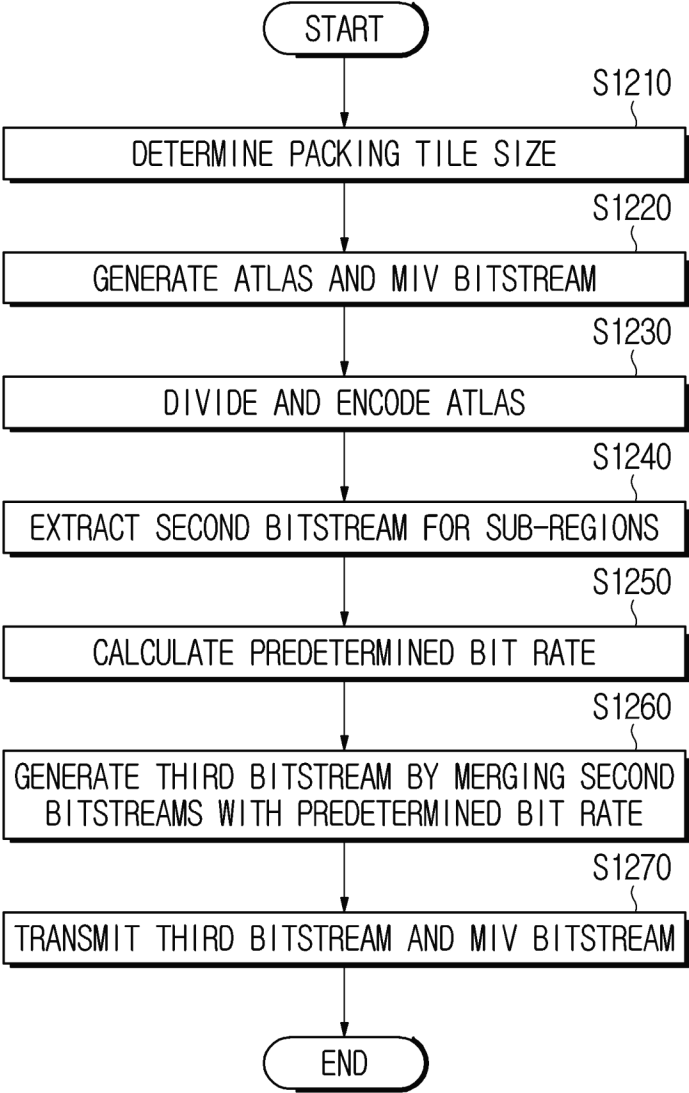 START
S1210
DETERMINE PACKING TILE SIZE
S1220
GENERATE ATLAS AND MIV BITSTREAM
S1230
DIVIDE AND ENCODE ATLAS
S1240
EXTRACT SECOND BITSTREAM FOR SUB-REGIONS
S1250
CALCULATE PREDETERMINED BIT RATE
S1260
GENERATE THIRD BITSTREAM BY MERGING SECOND
BITSTREAMS WITH PREDETERMINED BIT RATE
S1270
TRANSMIT THIRD BITSTREAM AND MIV BITSTREAM
END